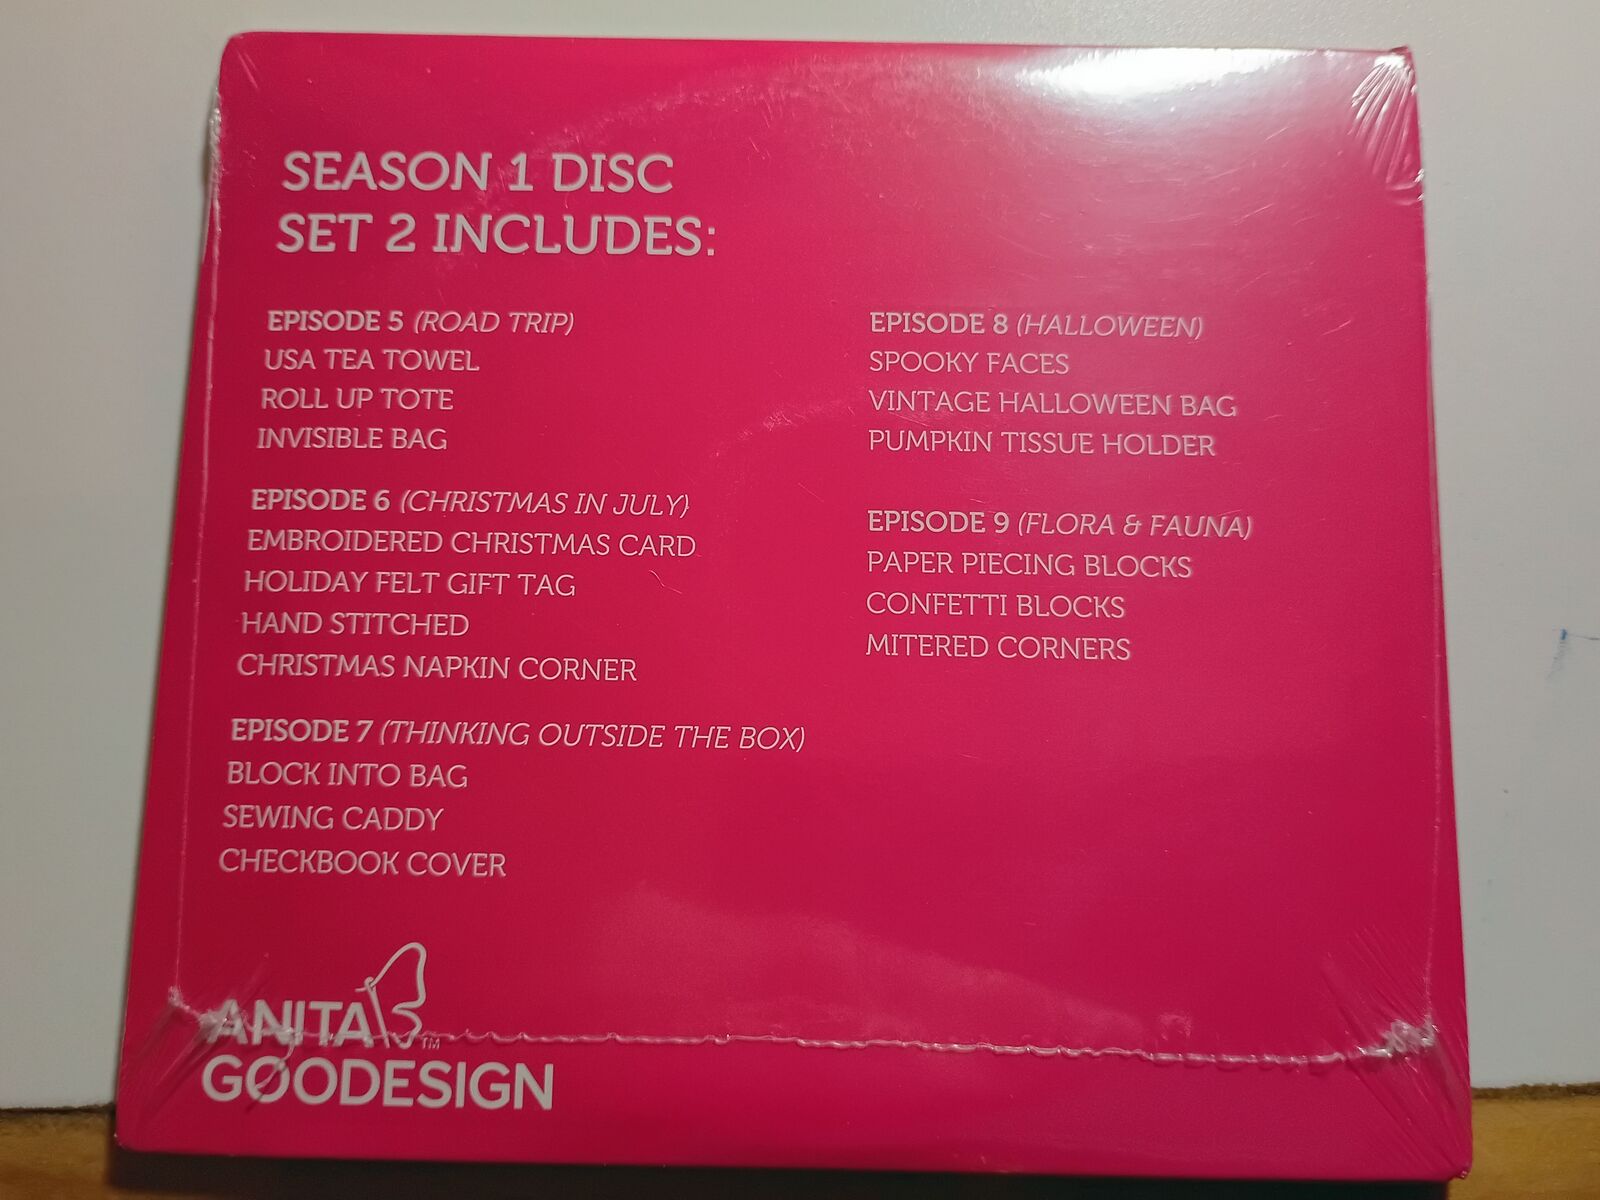 SEASON 1 DISC
SET 2 INCLUDES:
EPISODE 5 (ROAD TRIP)
USA TEA TOWEL
ROLL UP TOTE
INVISIBLE BAG
EPISODE 6 (CHRISTMAS IN JULY)
EMBROIDERED CHRISTMAS CARD
HOLIDAY FELT GIFT TAG
HAND STITCHED
CHRISTMAS NAPKIN CORNER
EPISODE 7 (THINKING OUTSIDE THE BOX)
BLOCK INTO BAG
SEWING CADDY
CHECKBOOK COVER
EPISODE 8 (HALLOWEEN)
SPOOKY FACES
VINTAGE HALLOWEEN BAG
PUMPKIN TISSUE HOLDER
EPISODE 9 (FLORA & FAUNA)
PAPER PIECING BLOCKS
CONFETTI BLOCKS
MITERED CORNERS
ANITA TM
GOODESIGN